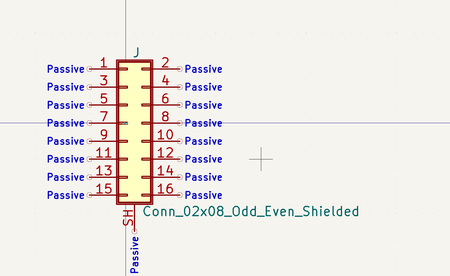 J
Passive 1 2 Passive
Passive 3 4 Passive
Passive 5 6 Passive
Passive 7 8 Passive
Passive 9 10 Passive
Passive 11 12 Passive
Passive 13 14 Passive
Passive 15 16 Passive
SH
Conn_02x08_Odd_Even_Shielded
Passive